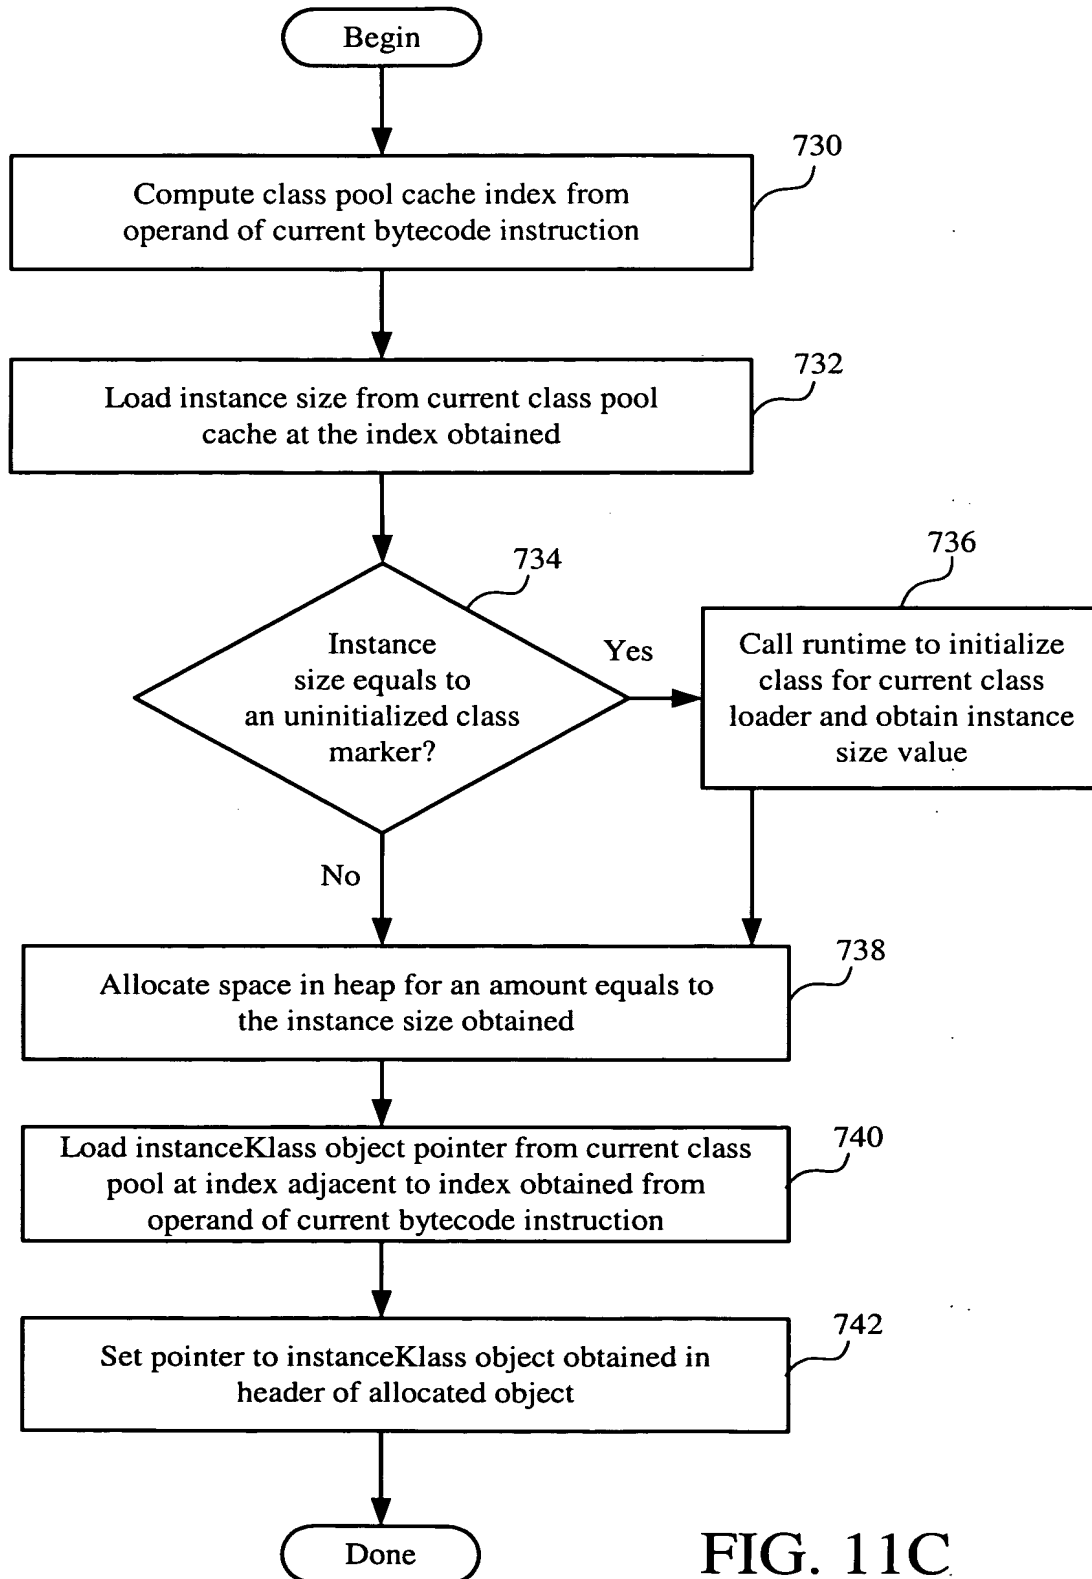 Begin
730
Compute class pool cache index from
operand of current bytecode instruction
732
Load instance size from current class pool
cache at the index obtained
734
Instance
size equals to
an uninitialized class
marker?
Yes
736
Call runtime to initialize
class for current class
loader and obtain instance
size value
No
738
Allocate space in heap for an amount equals to
the instance size obtained
740
Load instanceKlass object pointer from current class
pool at index adjacent to index obtained from
operand of current bytecode instruction
742
Set pointer to instanceKlass object obtained in
header of allocated object
Done
FIG. 11C